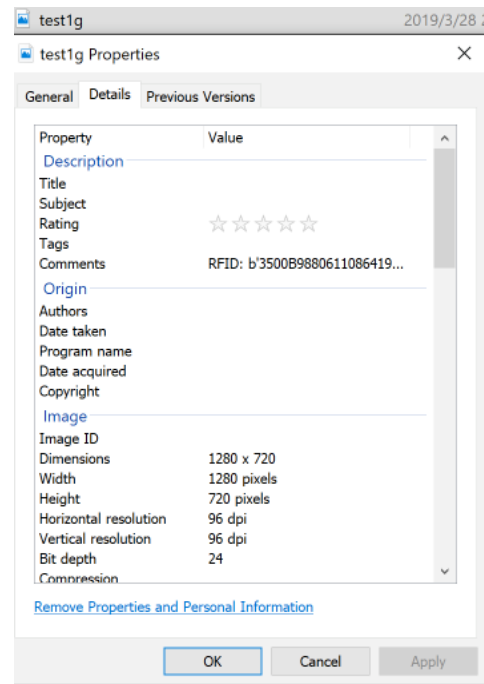 test1g 2019/3/28
test1g Properties
General Details Previous Versions
Property Value
Description
Title
Subject
Rating
Tags
Comments RFID: b'3500B9880611086419...
Origin
Authors
Date taken
Program name
Date acquired
Copyright
Image
Image ID
Dimensions 1280 x 720
Width 1280 pixels
Height 720 pixels
Horizontal resolution 96 dpi
Vertical resolution 96 dpi
Bit depth 24
Compression
Remove Properties and Personal Information
OK Cancel Apply